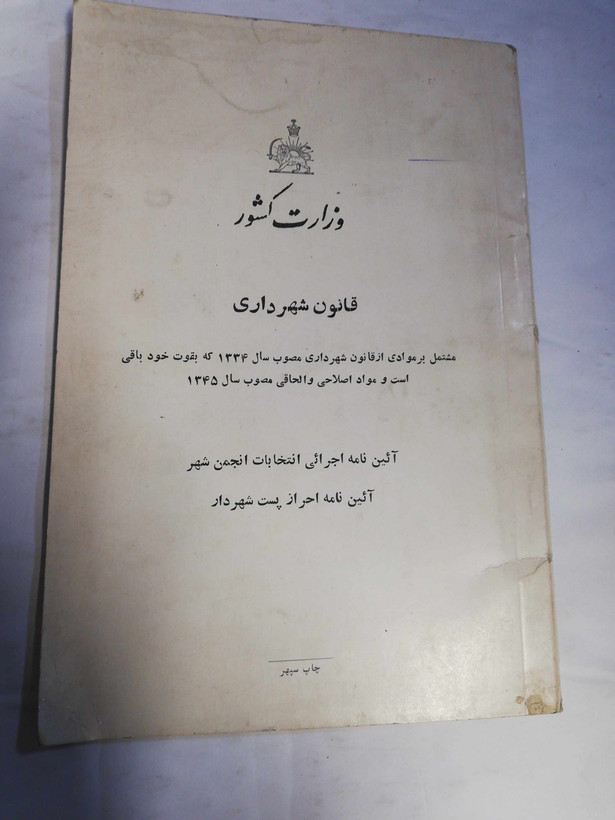 وزارت کشور
قانون شهرداری
مشتمل بر موادی از قانون شهرداری مصوب سال ۱۳۳۴ که بقوت خود باقی
است و مواد اصلاحی و الحاقی مصوب سال ۱۳۴۵
آئین نامه اجرائی انتخابات انجمن شهر
آئین نامه احراز پست شهردار
چاپ سپهر